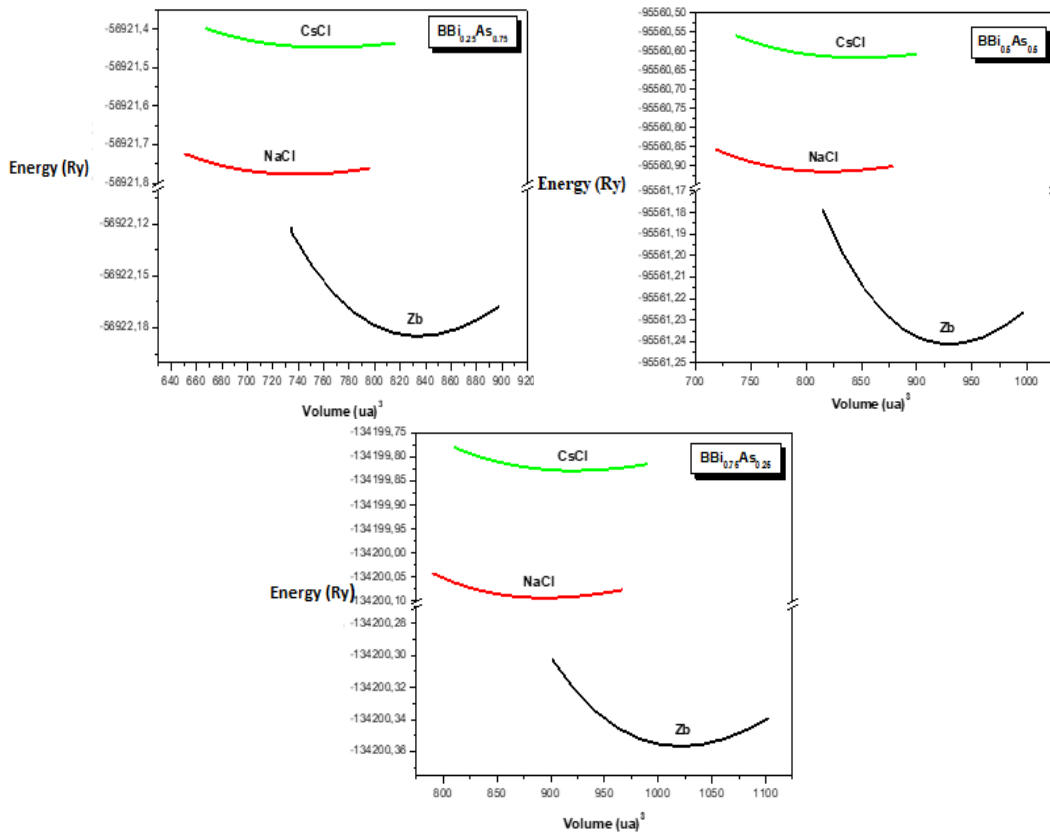 -56921,4
-56921,5
-56921,6
-56921,7
-56921,8
-56922,12
-56922,15
-56922,18
Energy (Ry)
CsCl
NaCl
Zb
BBi0.25As0.75
640 660 680 700 720 740 760 780 800 820 840 860 880 900 920
Volume (ua)3
-95560,50
-95560,55
-95560,60
-95560,65
-95560,70
-95560,75
-95560,80
-95560,85
-95560,90
-95561,17
-95561,18
-95561,19
-95561,20
-95561,21
-95561,22
-95561,23
-95561,24
-95561,25
Energy (Ry)
CsCl
NaCl
Zb
BBi0.5As0.5
700 750 800 850 900 950 1000
Volume (ua)3
-134199,75
-134199,80
-134199,85
-134199,90
-134199,95
-134200,00
-134200,05
-134200,10
-134200,28
-134200,30
-134200,32
-134200,34
-134200,36
Energy (Ry)
CsCl
NaCl
Zb
BBi0.75As0.25
800 850 900 950 1000 1050 1100
Volume (ua)3